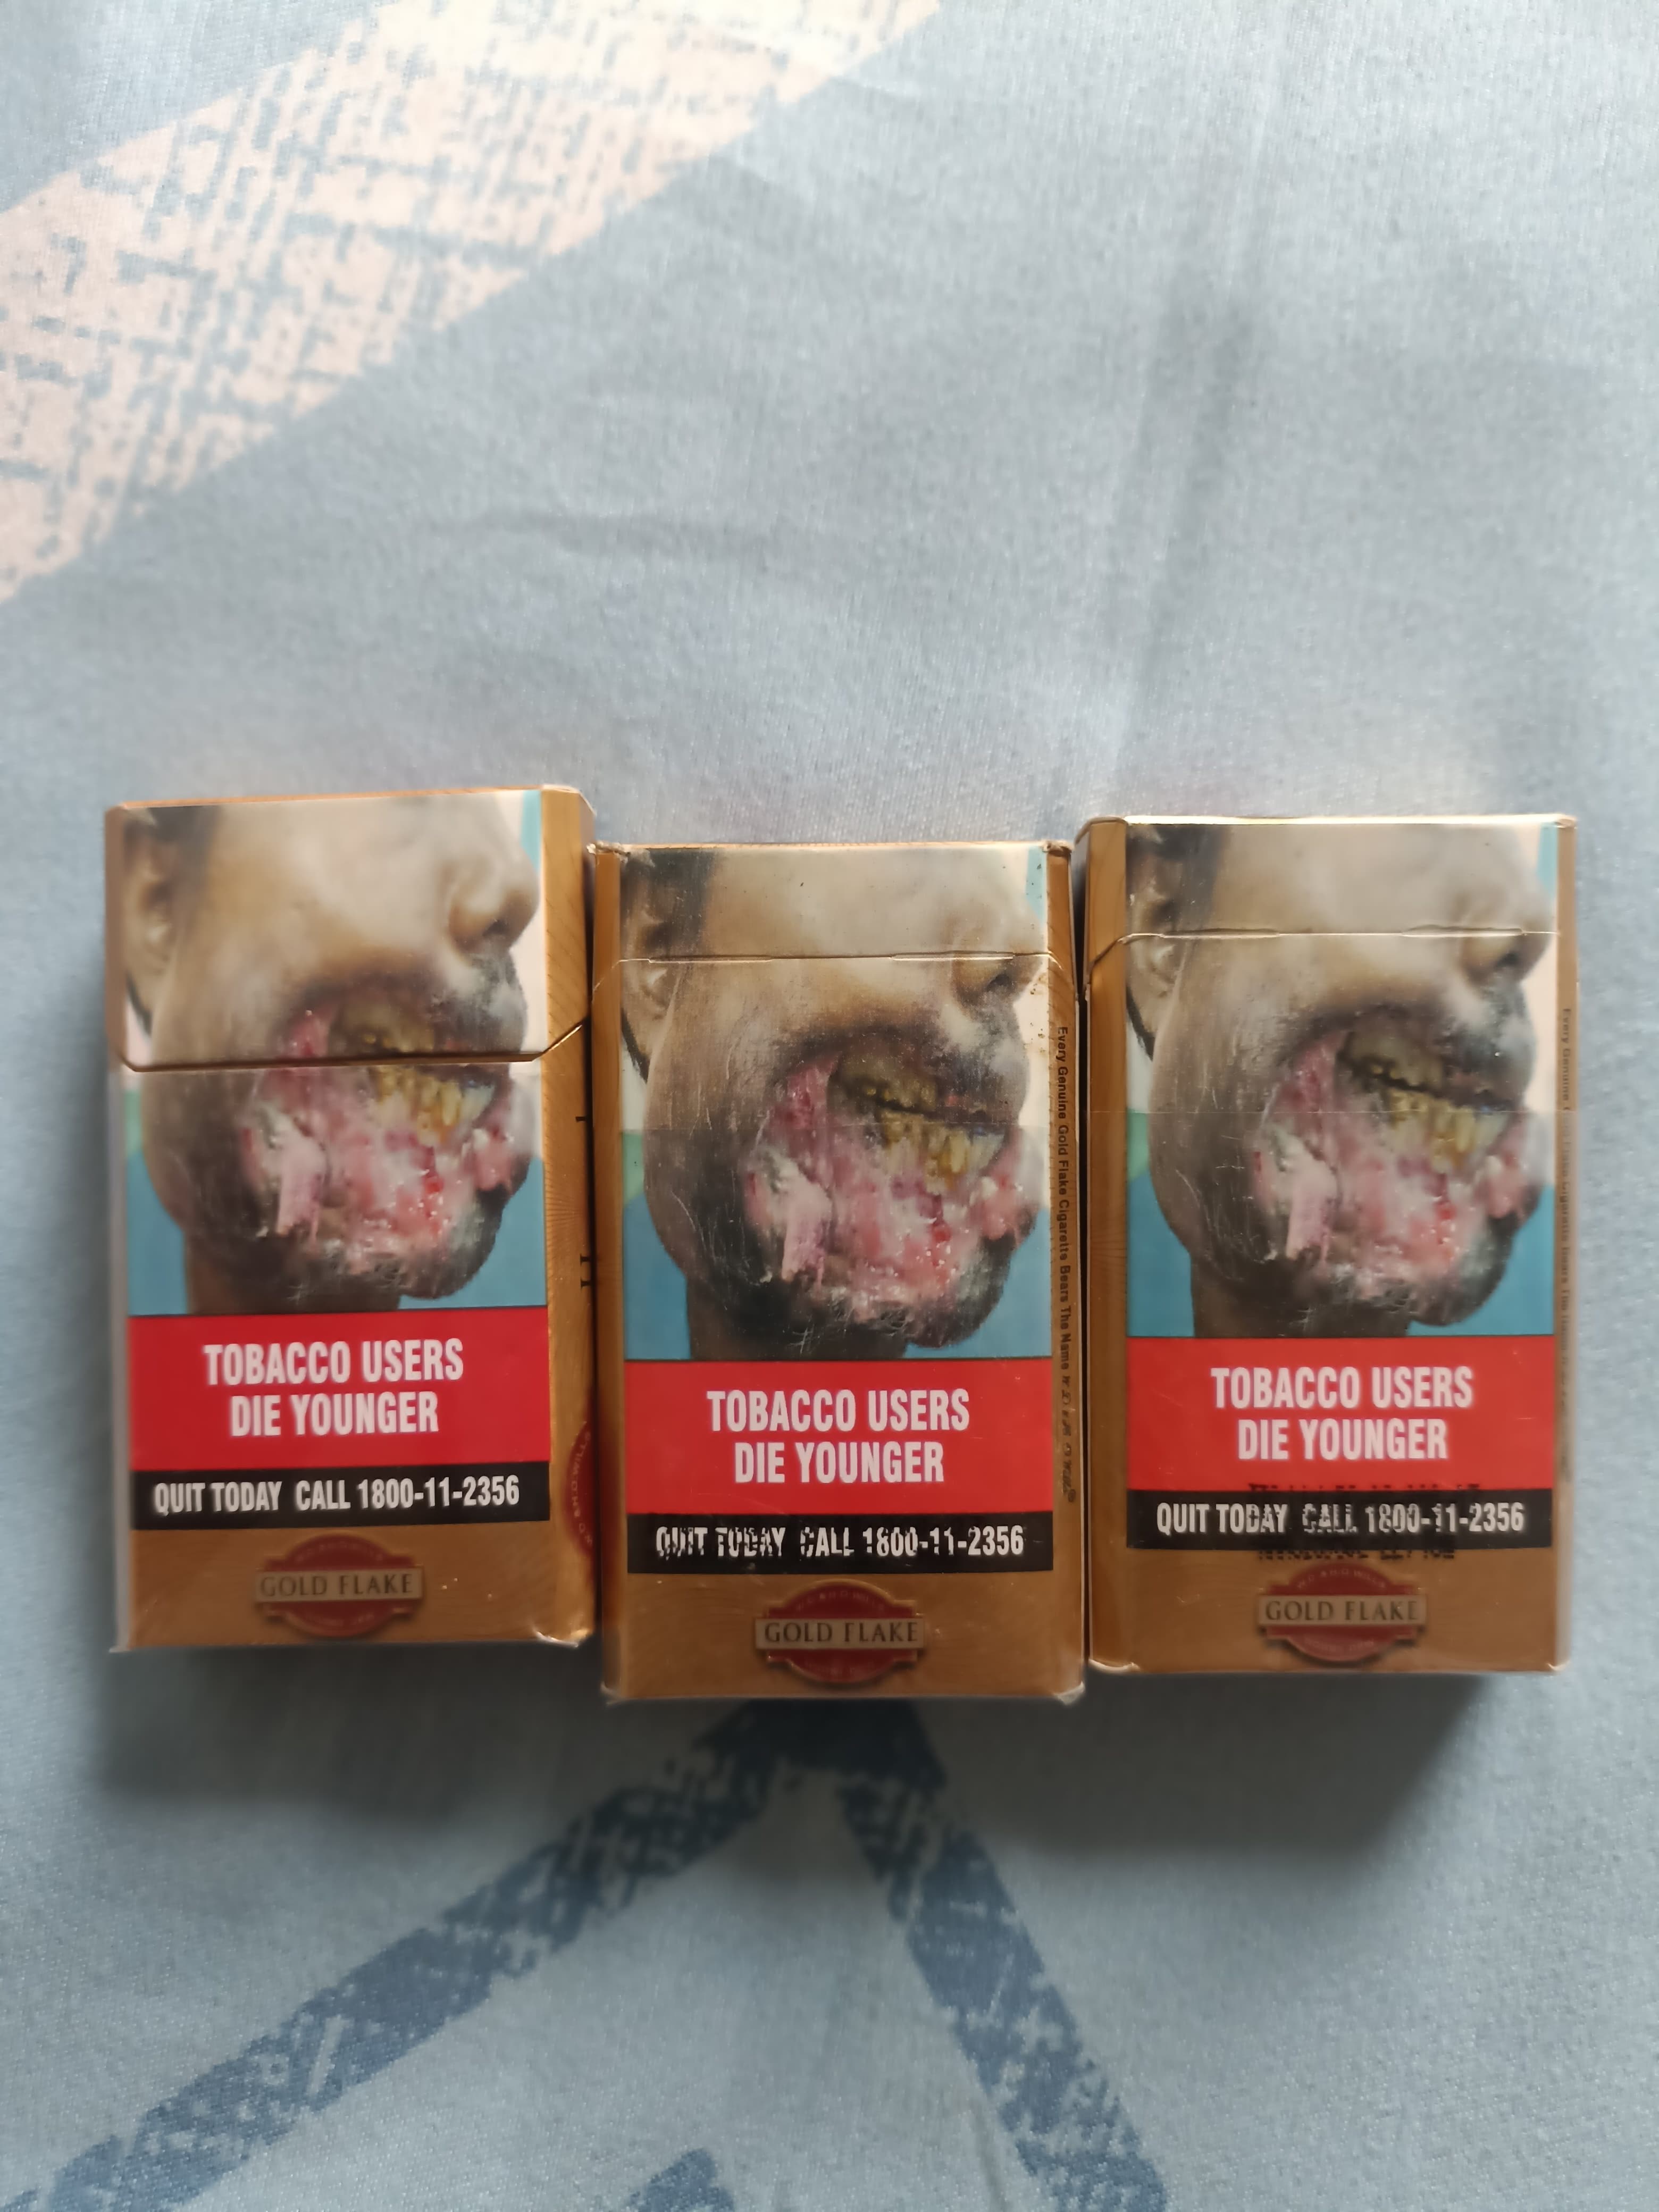 TOBACCO USERS
DIE YOUNGER
QUIT TODAY CALL 1800-11-2356
GOLD FLAKE
TOBACCO USERS
DIE YOUNGER
QUIT TODAY CALL 1800-11-2356
GOLD FLAKE
Every Genuine Gold Flake Cigarette Bears The Name
TOBACCO USERS
DIE YOUNGER
QUIT TODAY CALL 1800-11-2356
GOLD FLAKE
Every Genuine